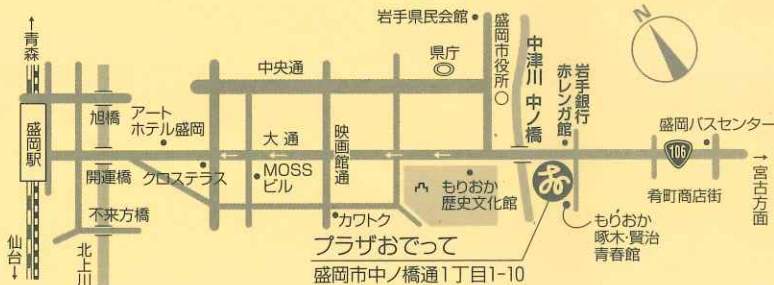 ↑青森
盛岡駅
仙台↓
旭橋
開運橋
不来方橋
北上川
アート
ホテル盛岡
クロステラス
中央通
大通
MOSS
ビル
映画館通
カワトク
岩手県民会館
県庁
盛岡市役所
もりおか
歴史文化館
中津川 中ノ橋
岩手銀行
赤レンガ館
N
106
盛岡バスセンター
→宮古方面
肴町商店街
もりおか
啄木・賢治
青春館
プラザおでって
盛岡市中ノ橋通1丁目1-10